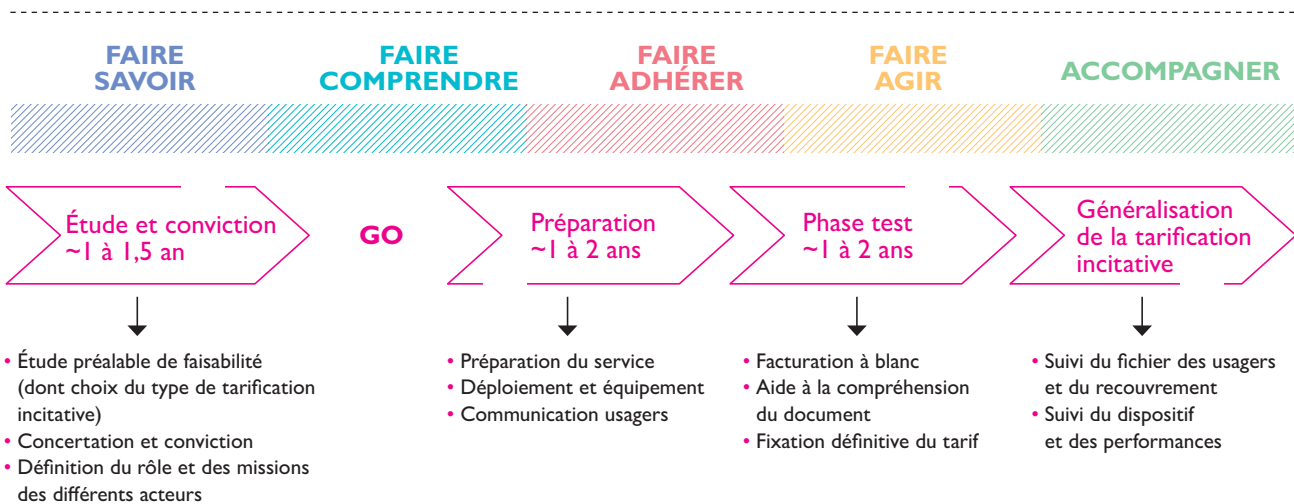 FAIRE
SAVOIR
FAIRE
COMPRENDRE
FAIRE
ADHÉRER
FAIRE
AGIR
ACCOMPAGNER
Étude et conviction
~1 à 1,5 an
GO
Préparation
~1 à 2 ans
Phase test
~1 à 2 ans
Généralisation
de la tarification
incitative
• Étude préalable de faisabilité
(dont choix du type de tarification
incitative)
• Concertation et conviction
• Définition du rôle et des missions
des différents acteurs
• Préparation du service
• Déploiement et équipement
• Communication usagers
• Facturation à blanc
• Aide à la compréhension
du document
• Fixation définitive du tarif
• Suivi du fichier des usagers
et du recouvrement
• Suivi du dispositif
et des performances